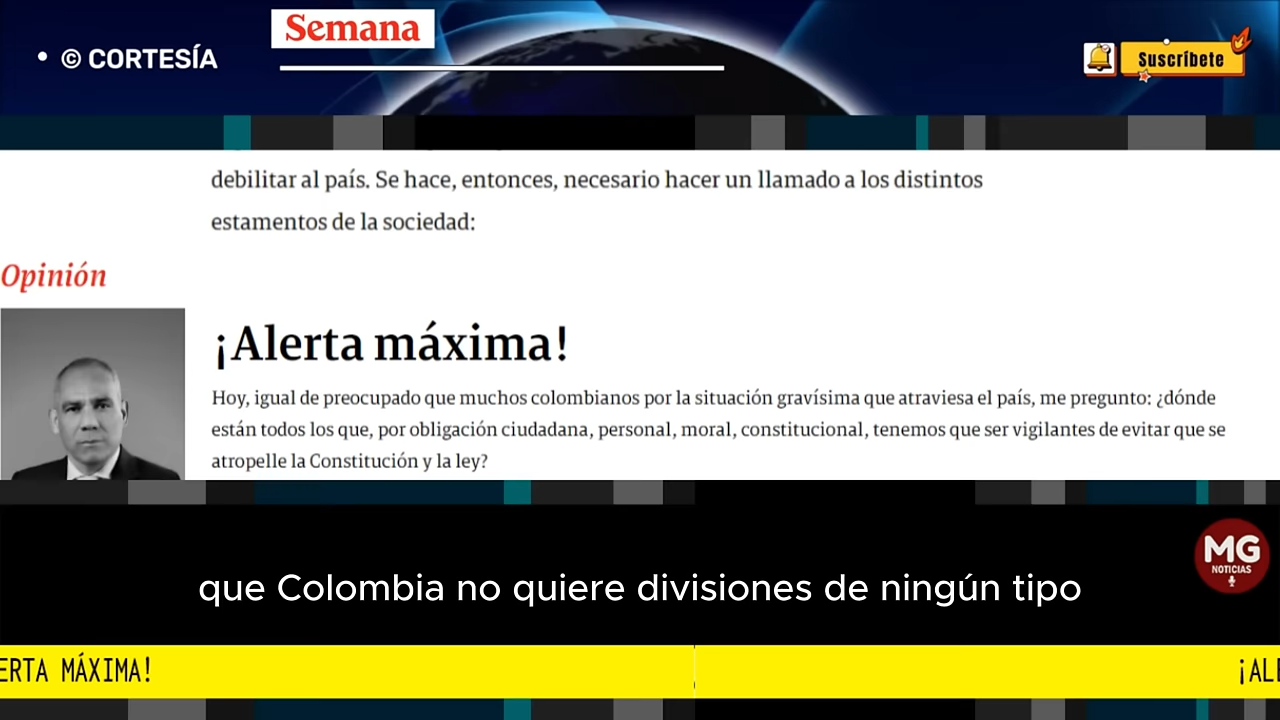 Semana
• © CORTESÍA
Suscríbete
debilitar al país. Se hace, entonces, necesario hacer un llamado a los distintos
estamentos de la sociedad:
Opinión
¡Alerta máxima!
Hoy, igual de preocupado que muchos colombianos por la situación gravísima que atraviesa el país, me pregunto: ¿dónde
están todos los que, por obligación ciudadana, personal, moral, constitucional, tenemos que ser vigilantes de evitar que se
atropelle la Constitución y la ley?
MG
NOTICIAS
que Colombia no quiere divisiones de ningún tipo
ERTA MÁXIMA!
¡ALE